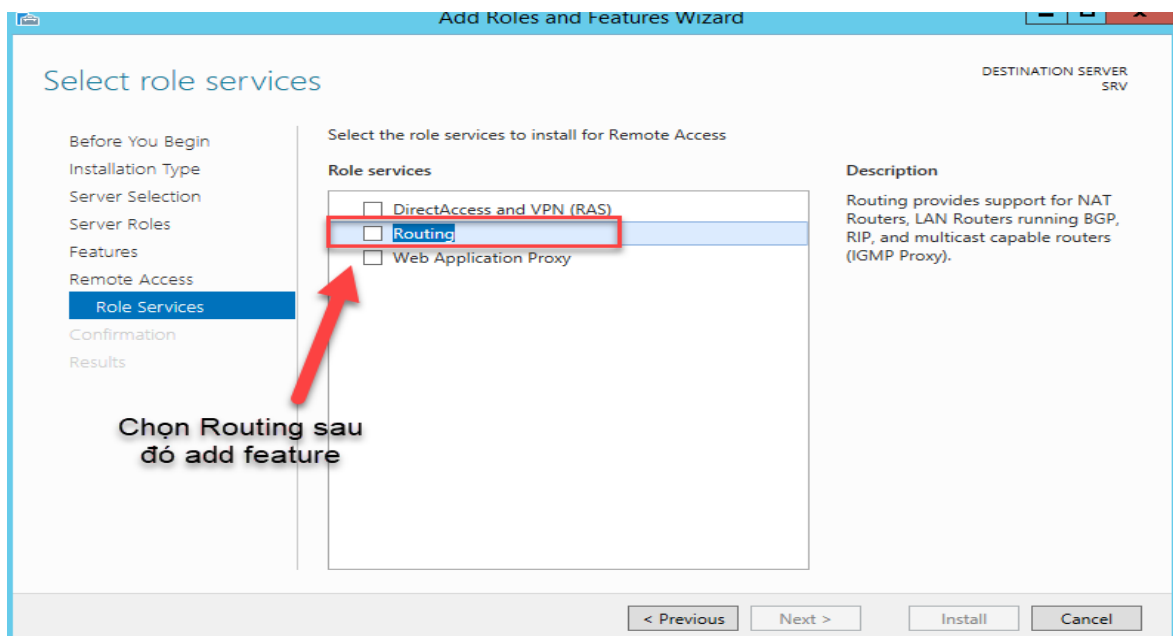 Add Roles and Features Wizard
Select role services
DESTINATION SERVER
SRV
Before You Begin
Installation Type
Server Selection
Server Roles
Features
Remote Access
Role Services
Confirmation
Results
Select the role services to install for Remote Access
Role services
DirectAccess and VPN (RAS)
Routing
Web Application Proxy
Description
Routing provides support for NAT
Routers, LAN Routers running BGP,
RIP, and multicast capable routers
(IGMP Proxy).
Chọn Routing sau
đó add feature
< Previous
Next >
Install
Cancel